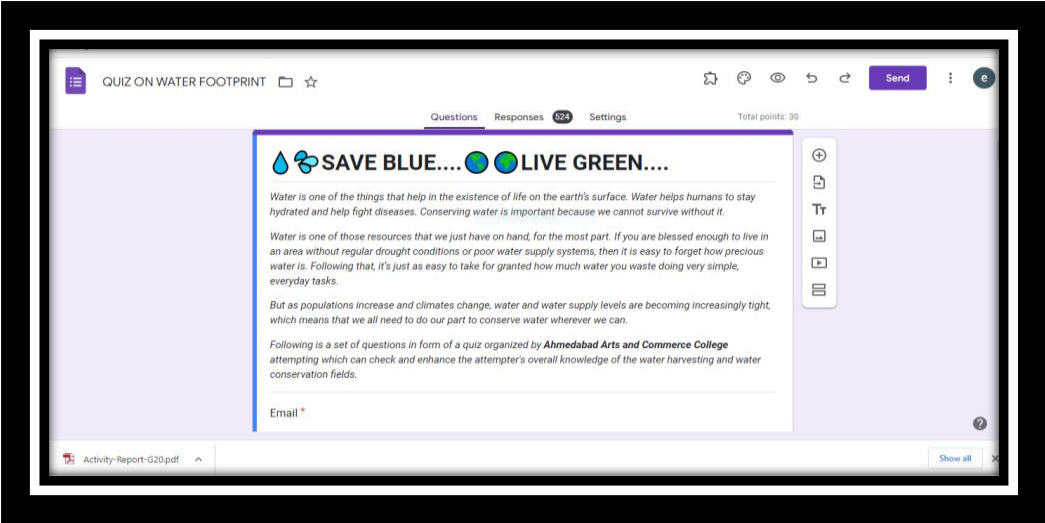 QUIZ ON WATER FOOTPRINT
Send
e
Questions Responses 524 Settings
Total points: 30
SAVE BLUE.... LIVE GREEN....
Water is one of the things that help in the existence of life on the earth's surface. Water helps humans to stay
hydrated and help fight diseases. Conserving water is important because we cannot survive without it.
Water is one of those resources that we just have on hand, for the most part. If you are blessed enough to live in
an area without regular drought conditions or poor water supply systems, then it is easy to forget how precious
water is. Following that, it's just as easy to take for granted how much water you waste doing very simple,
everyday tasks.
But as populations increase and climates change, water and water supply levels are becoming increasingly tight,
which means that we all need to do our part to conserve water wherever we can.
Following is a set of questions in form of a quiz organized by Ahmedabad Arts and Commerce College
attempting which can check and enhance the attempter's overall knowledge of the water harvesting and water
conservation fields.
Email *
Tт
Activity-Report-G20.pdf
Show all